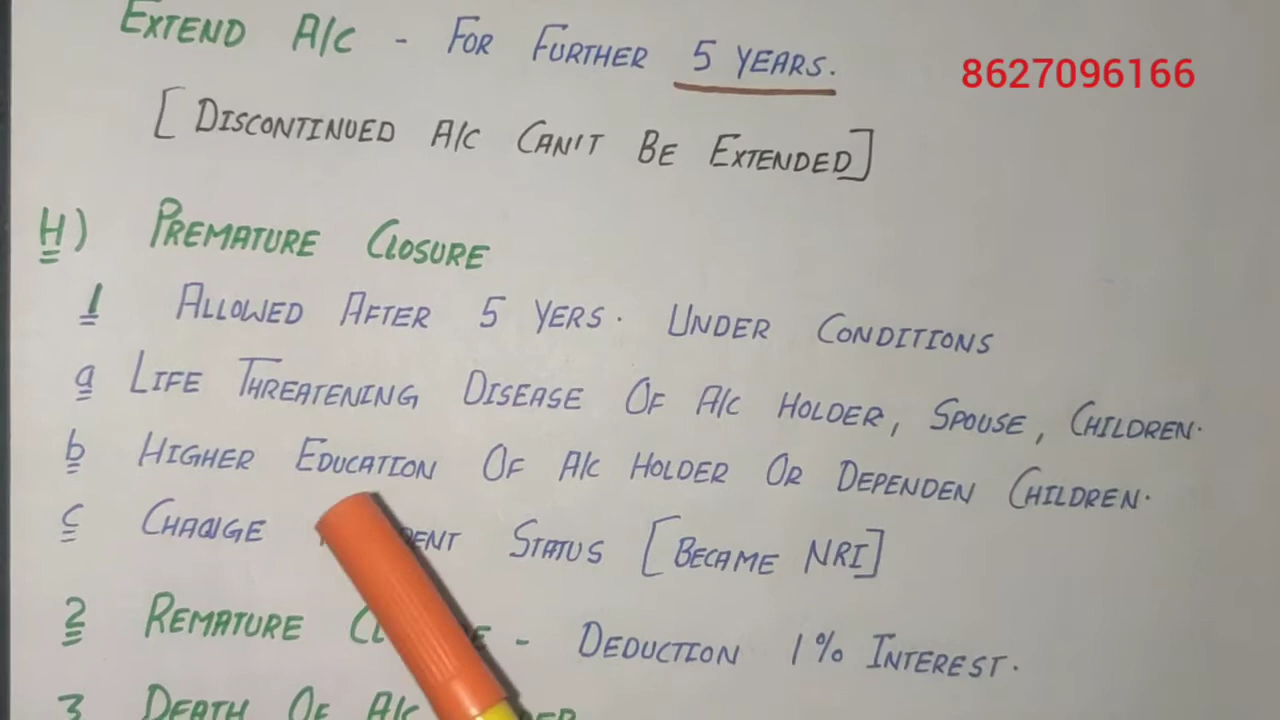 EXTEND A/C - FOR FURTHER 5 YEARS.
8627096166
[DISCONTINUED A/C CAN'T BE EXTENDED]
H) PREMATURE CLOSURE
1 ALLOWED AFTER 5 YERS. UNDER CONDITIONS
a LIFE THREATENING DISEASE OF A/C HOLDER, SPOUSE, CHILDREN.
b HIGHER EDUCATION OF A/C HOLDER OR DEPENDEN CHILDREN.
c CHANGE STATUS [BECAME NRI]
2 REMATURE - DEDUCTION 1% INTEREST.
3 DEATH OF A/C